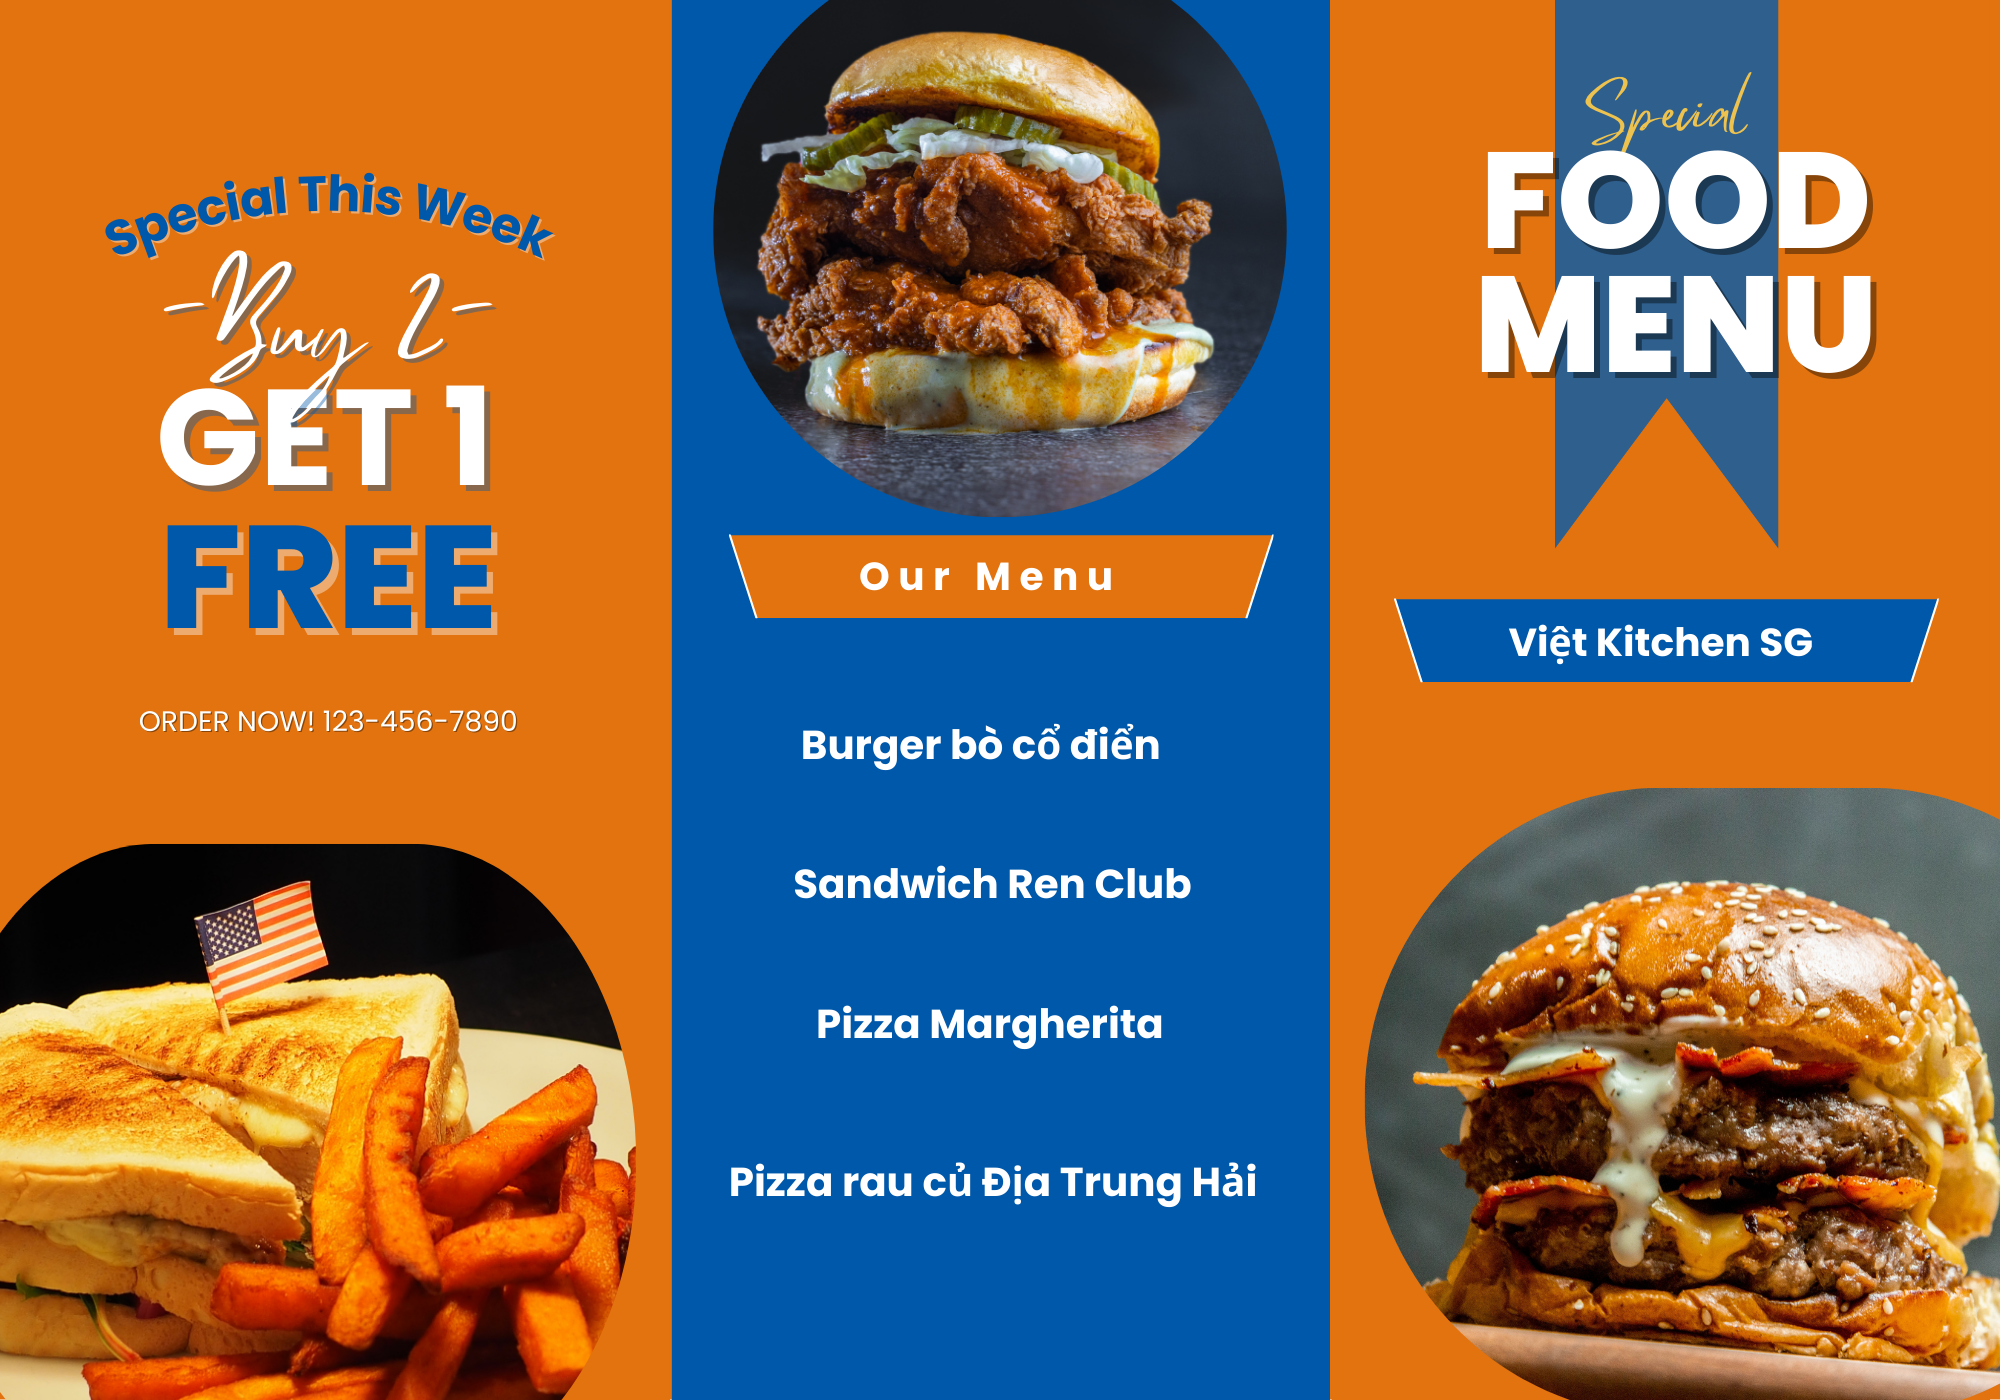 Special This Week
-Buy 2-
GET 1
FREE
ORDER NOW! 123-456-7890
Our Menu
Burger bò cổ điển
Sandwich Ren Club
Pizza Margherita
Pizza rau củ Địa Trung Hải
Special
FOOD
MENU
Việt Kitchen SG